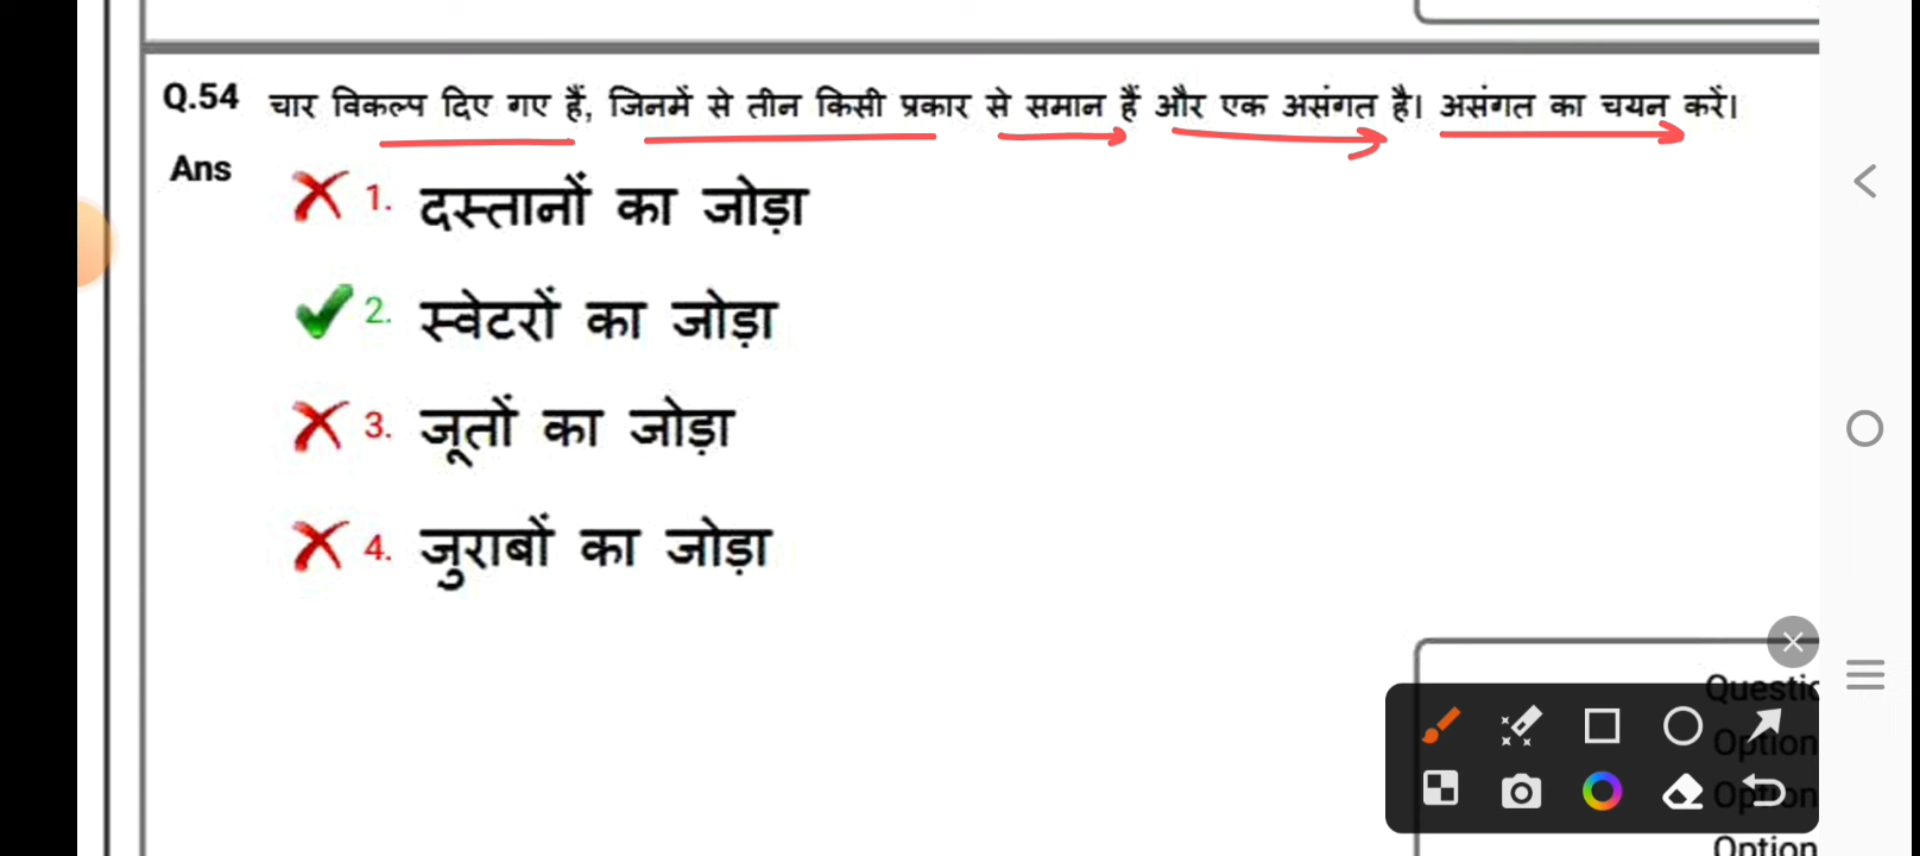 Q.54 चार विकल्प दिए गए हैं, जिनमें से तीन किसी प्रकार से समान हैं और एक असंगत है। असंगत का चयन करें।
Ans
1. दस्तानों का जोड़ा
2. स्वेटरों का जोड़ा
3. जूतों का जोड़ा
4. जुराबों का जोड़ा
Questic
Option
Option
Option